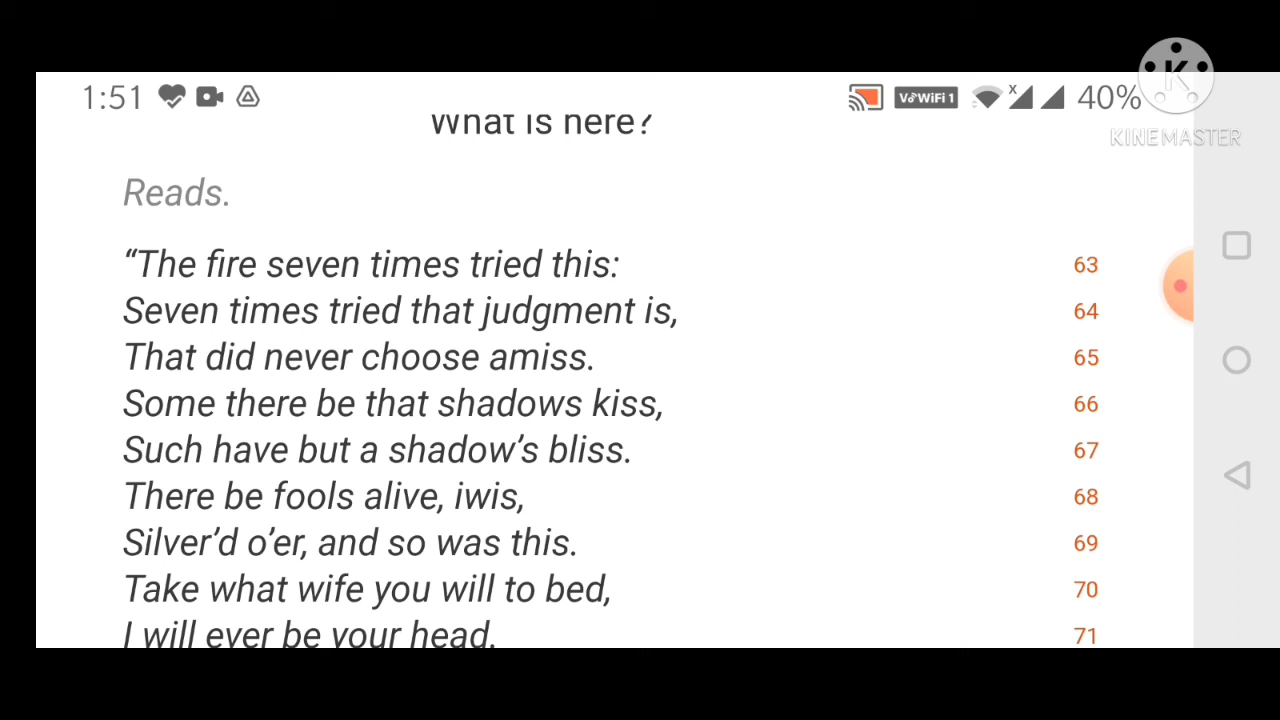 1:51
VoWiFi 1
x
40%
K
KINEMASTER
What is here?
Reads.
“The fire seven times tried this: 63
Seven times tried that judgment is, 64
That did never choose amiss. 65
Some there be that shadows kiss, 66
Such have but a shadow’s bliss. 67
There be fools alive, iwis, 68
Silver’d o’er, and so was this. 69
Take what wife you will to bed, 70
I will ever be your head. 71